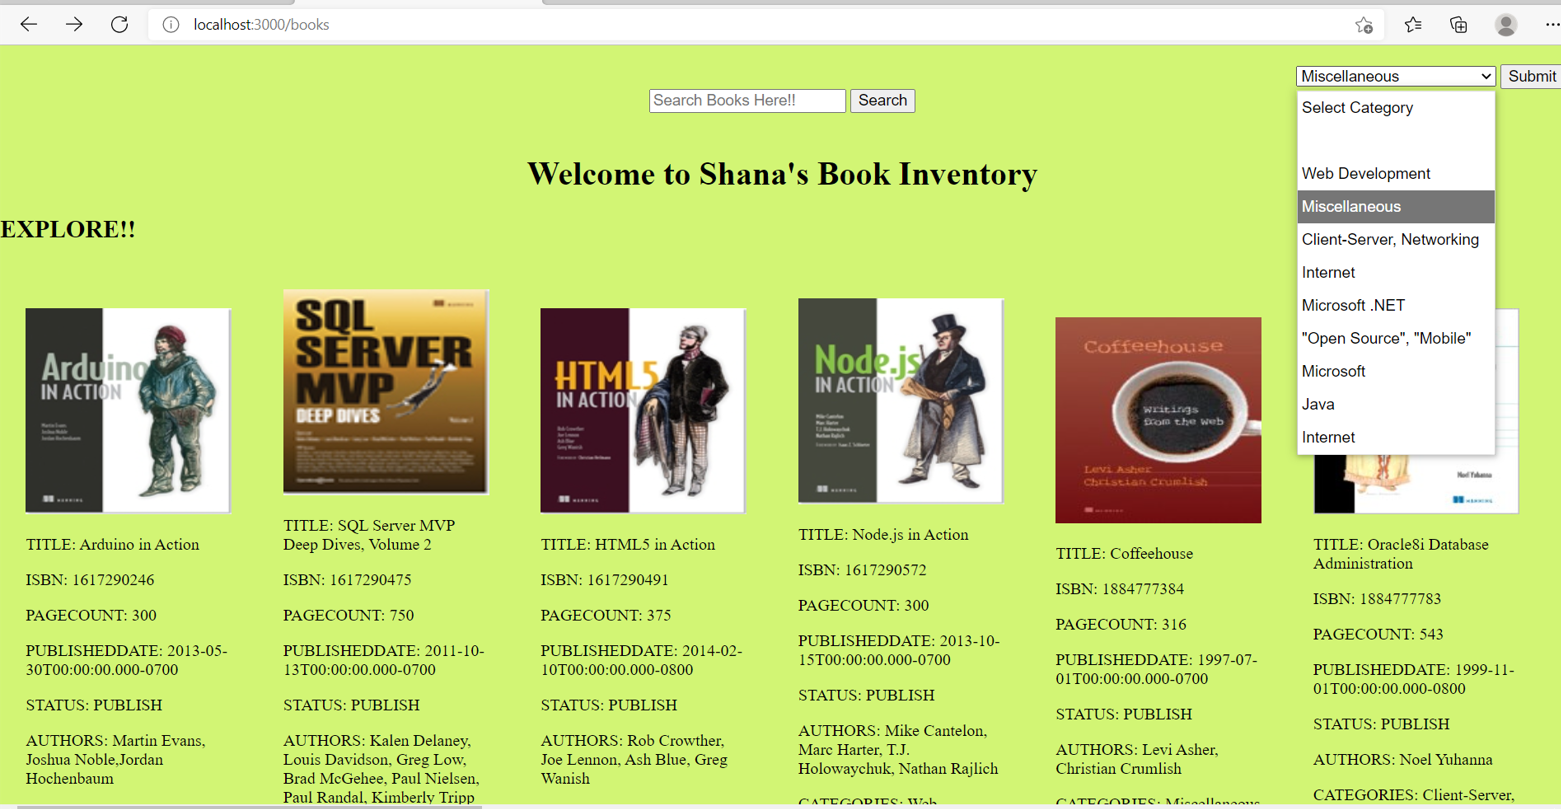 localhost:3000/books
Miscellaneous
Submit
Search Books Here!!
Search
Select Category
Web Development
Miscellaneous
Client-Server, Networking
Internet
Microsoft .NET
"Open Source", "Mobile"
Microsoft
Java
Internet
Welcome to Shana's Book Inventory
EXPLORE!!
Arduino
IN ACTION
Martin Evans
Joshua Noble
Jordan Hochenbaum
MANNING
TITLE: Arduino in Action
ISBN: 1617290246
PAGECOUNT: 300
PUBLISHEDDATE: 2013-05-
30T00:00:00.000-0700
STATUS: PUBLISH
AUTHORS: Martin Evans,
Joshua Noble,Jordan
Hochenbaum
MANNING
SQL
SERVER
MVP
DEEP DIVES
TITLE: SQL Server MVP
Deep Dives, Volume 2
ISBN: 1617290475
PAGECOUNT: 750
PUBLISHEDDATE: 2011-10-
13T00:00:00.000-0700
STATUS: PUBLISH
AUTHORS: Kalen Delaney,
Louis Davidson, Greg Low,
Brad McGehee, Paul Nielsen,
Paul Randal, Kimberly Tripp
HTML5
IN ACTION
Rob Crowther
Joe Lennon
Ash Blue
Greg Wanish
MANNING
TITLE: HTML5 in Action
ISBN: 1617290491
PAGECOUNT: 375
PUBLISHEDDATE: 2014-02-
10T00:00:00.000-0800
STATUS: PUBLISH
AUTHORS: Rob Crowther,
Joe Lennon, Ash Blue, Greg
Wanish
Node.js
IN ACTION
Mike Cantelon
Marc Harter
T.J. Holowaychuk
Nathan Rajlich
MANNING
TITLE: Node.js in Action
ISBN: 1617290572
PAGECOUNT: 300
PUBLISHEDDATE: 2013-10-
15T00:00:00.000-0700
STATUS: PUBLISH
AUTHORS: Mike Cantelon,
Marc Harter, T.J.
Holowaychuk, Nathan Rajlich
CATEGORIES: Web
Coffeehouse
Writings
from the Web
Levi Asher
Christian Crumlish
MANNING
TITLE: Coffeehouse
ISBN: 1884777384
PAGECOUNT: 316
PUBLISHEDDATE: 1997-07-
01T00:00:00.000-0700
STATUS: PUBLISH
AUTHORS: Levi Asher,
Christian Crumlish
CATEGORIES: Miscellaneous
Noel Yuhanna
MANNING
TITLE: Oracle8i Database
Administration
ISBN: 1884777783
PAGECOUNT: 543
PUBLISHEDDATE: 1999-11-
01T00:00:00.000-0800
STATUS: PUBLISH
AUTHORS: Noel Yuhanna
CATEGORIES: Client-Server,